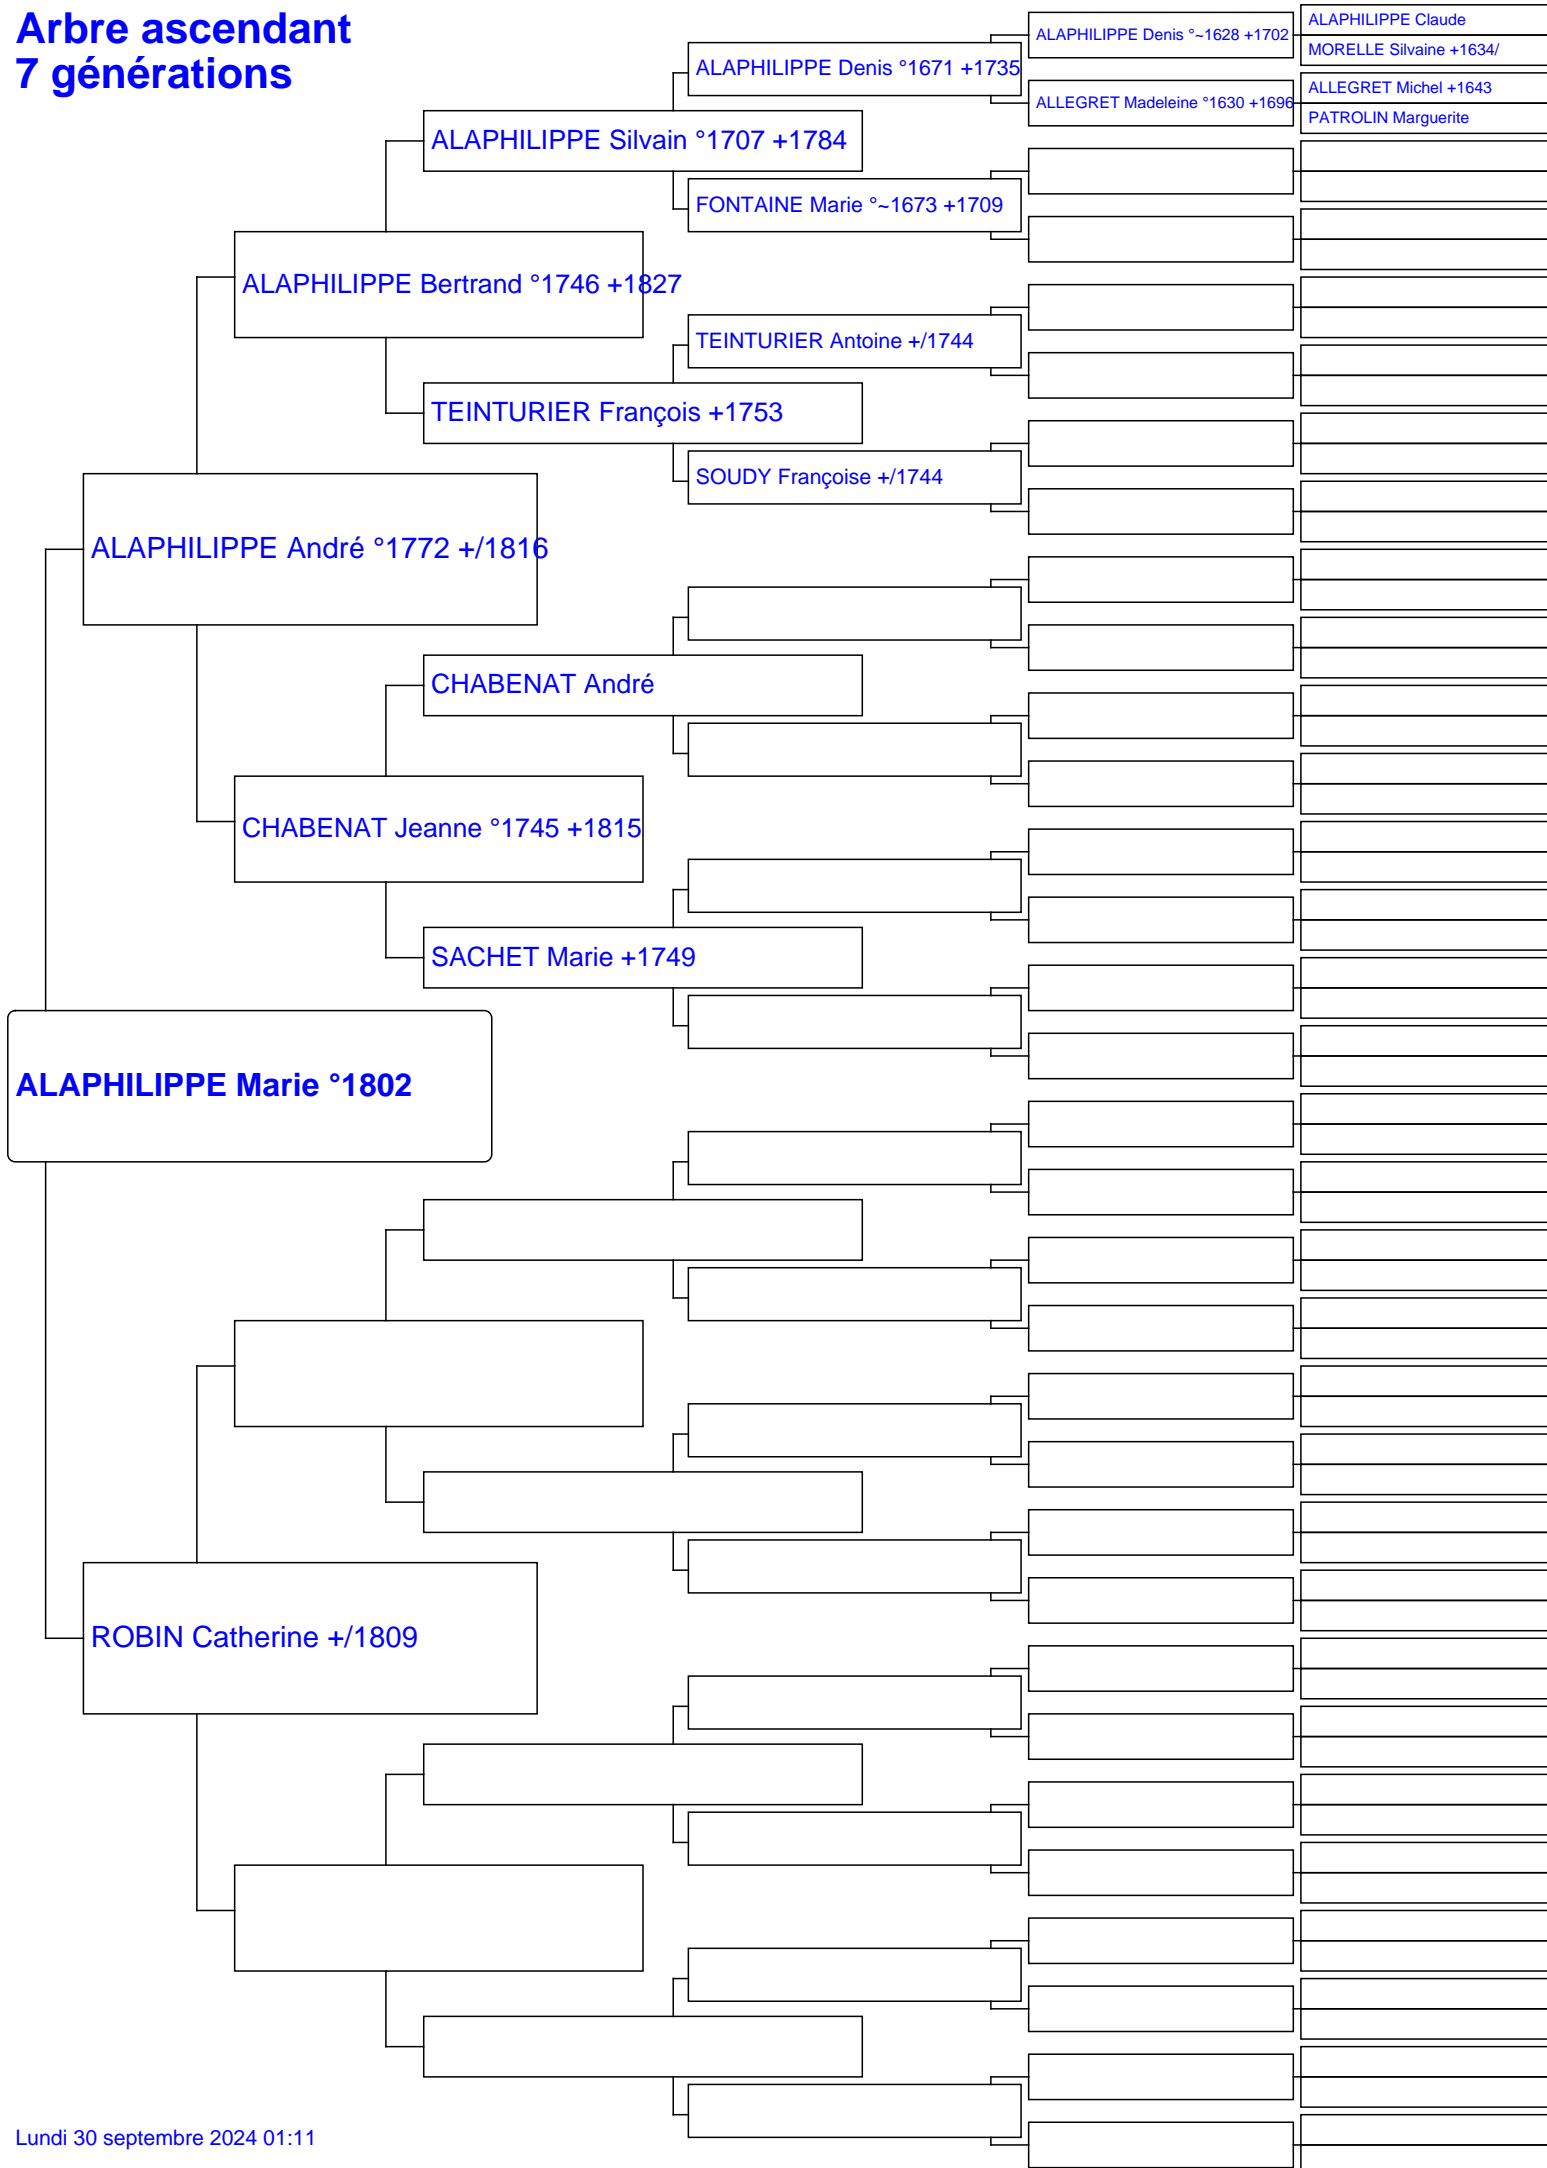 Arbre ascendant
7 générations
ALAPHILIPPE Claude
MORELLE Silvaine +1634/
ALAPHILIPPE Denis °~1628 +1702
ALAPHILIPPE Denis °1671 +1735
ALLEGRET Michel +1643
PATROLIN Marguerite
ALLEGRET Madeleine °1630 +1696
ALAPHILIPPE Silvain °1707 +1784
FONTAINE Marie °~1673 +1709
ALAPHILIPPE Bertrand °1746 +1827
TEINTURIER Antoine +/1744
TEINTURIER François +1753
SOUDY Françoise +/1744
ALAPHILIPPE André °1772 +/1816
CHABENAT André
CHABENAT Jeanne °1745 +1815
SACHET Marie +1749
ALAPHILIPPE Marie °1802
ROBIN Catherine +/1809
Lundi 30 septembre 2024 01:11